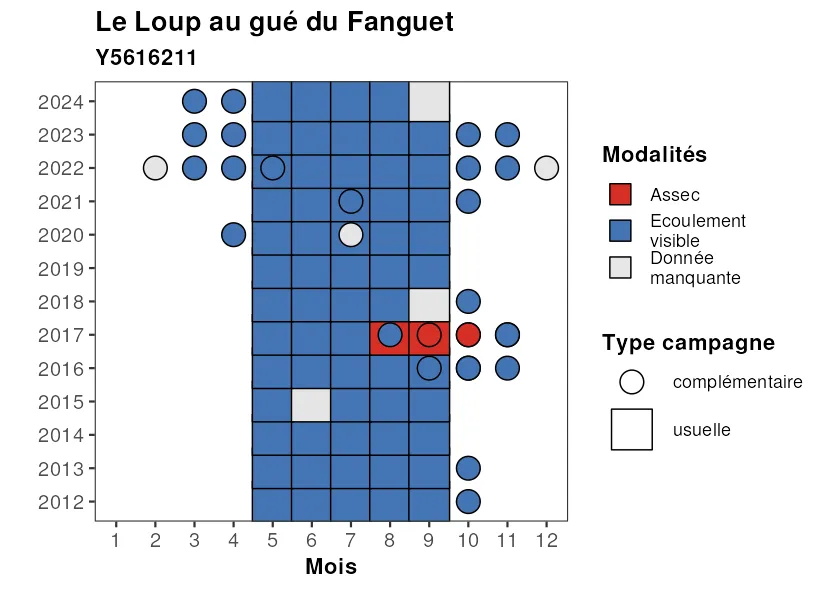 Le Loup au gué du Fanguet
Y5616211
2024
2023
2022
2021
2020
2019
2018
2017
2016
2015
2014
2013
2012
1 2 3 4 5 6 7 8 9 10 11 12
Mois
Modalités
Assec
Ecoulement
visible
Donnée
manquante
Type campagne
complémentaire
usuelle